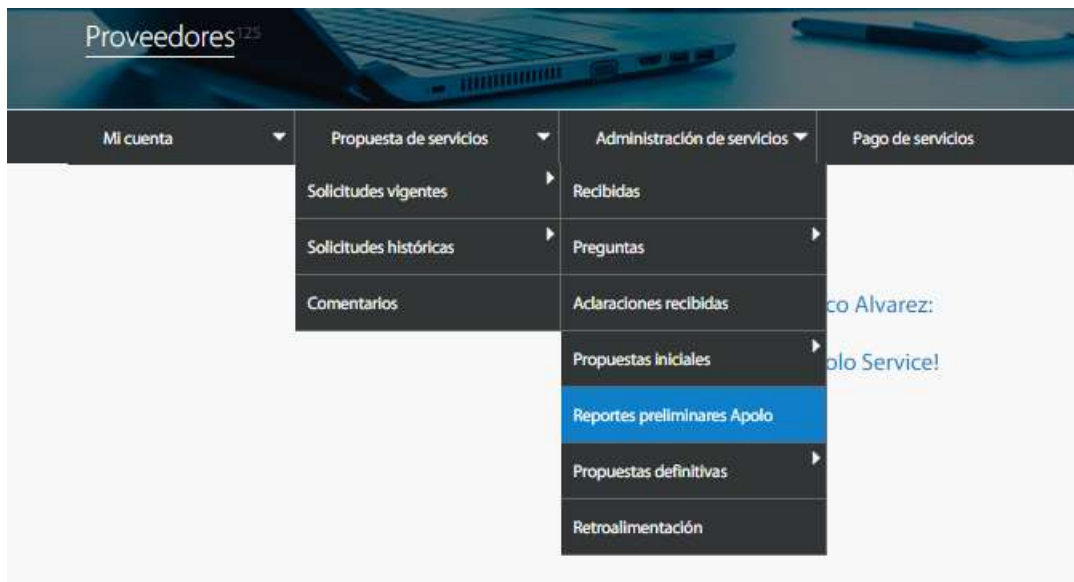 Proveedores125
Mi cuenta
Propuesta de servicios
Administración de servicios
Pago de servicios
Solicitudes vigentes
Solicitudes históricas
Comentarios
Recibidas
Preguntas
Aclaraciones recibidas
Propuestas iniciales
Reportes preliminares Apolo
Propuestas definitivas
Retroalimentación
co Alvarez:
olo Service!